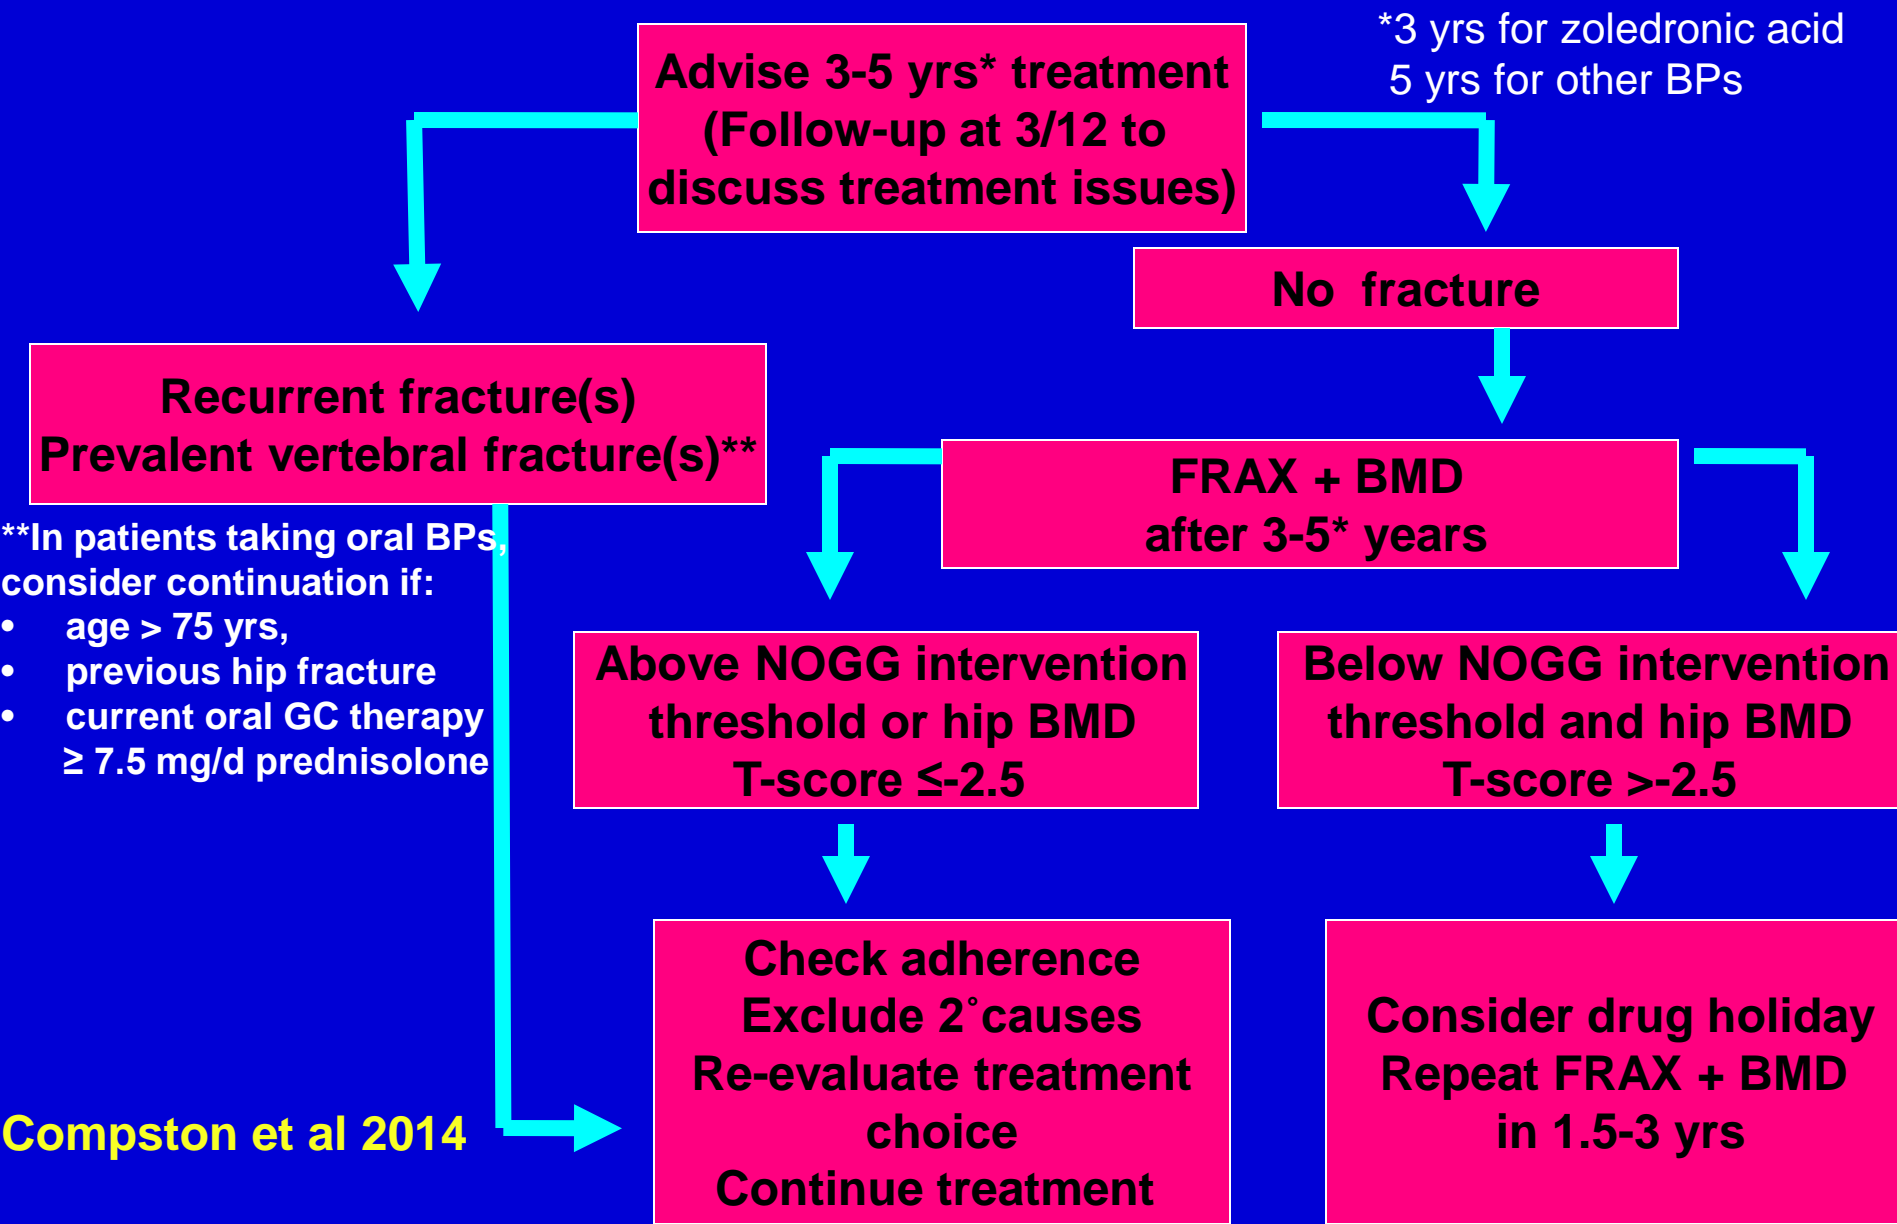 *3 yrs for zoledronic acid
5 yrs for other BPs
Advise 3-5 yrs* treatment
(Follow-up at 3/12 to
discuss treatment issues)
No fracture
Recurrent fracture(s)
Prevalent vertebral fracture(s)**
FRAX + BMD
after 3-5* years
**In patients taking oral BPs,
consider continuation if:
• age > 75 yrs,
• previous hip fracture
• current oral GC therapy
≥ 7.5 mg/d prednisolone
Above NOGG intervention
threshold or hip BMD
T-score ≤-2.5
Below NOGG intervention
threshold and hip BMD
T-score >-2.5
Check adherence
Exclude 2˚causes
Re-evaluate treatment
choice
Continue treatment
Consider drug holiday
Repeat FRAX + BMD
in 1.5-3 yrs
Compston et al 2014